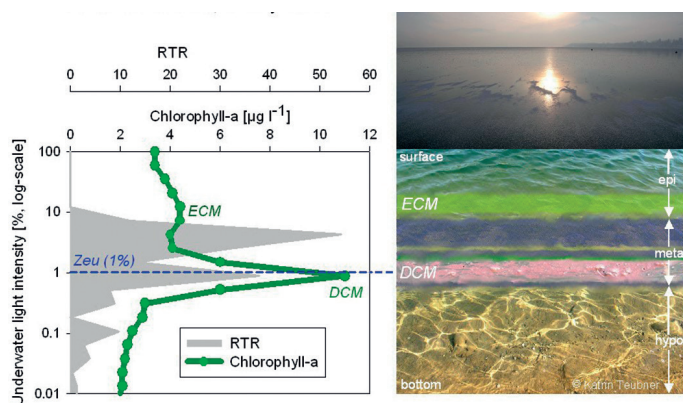 RTR
0 10 20 30 40 50 60
Chlorophyll-a [µg l⁻¹]
0 2 4 6 8 10 12
Underwater light intensity [%, log-scale]
100
10
1
0.1
0.01
ECM
Zeu (1%)
DCM
RTR
Chlorophyll-a
surface
epi
ECM
meta
DCM
hypo
bottom
© Katrin Teubner